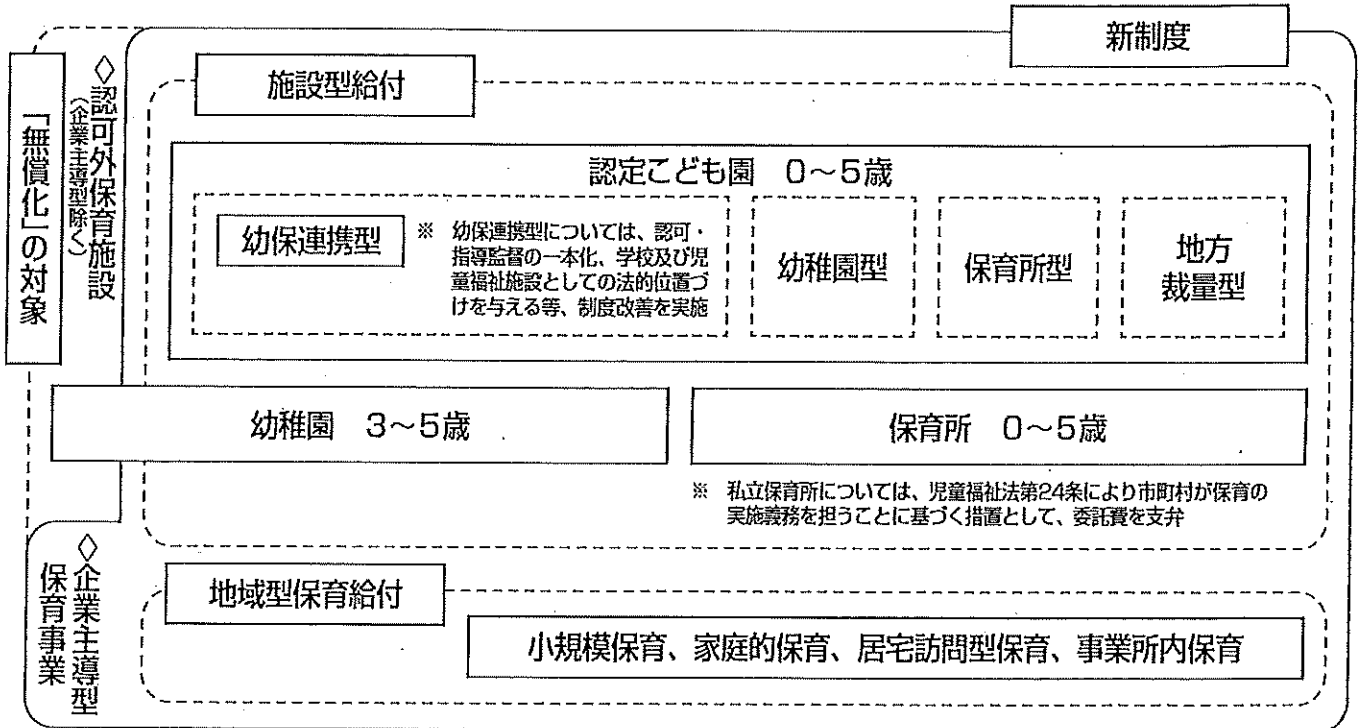 新制度
「無償化」の対象
◇認可外保育施設
（企業主導型除く）
施設型給付
認定こども園　0～5歳
幼保連携型
※　幼保連携型については、認可・
指導監督の一本化、学校及び児
童福祉施設としての法的位置づ
けを与える等、制度改善を実施
幼稚園型
保育所型
地方
裁量型
幼稚園　3～5歳
保育所　0～5歳
※　私立保育所については、児童福祉法第24条により市町村が保育の
実施義務を担うことに基づく措置として、委託費を支弁
◇企業主導型
保育事業
地域型保育給付
小規模保育、家庭的保育、居宅訪問型保育、事業所内保育